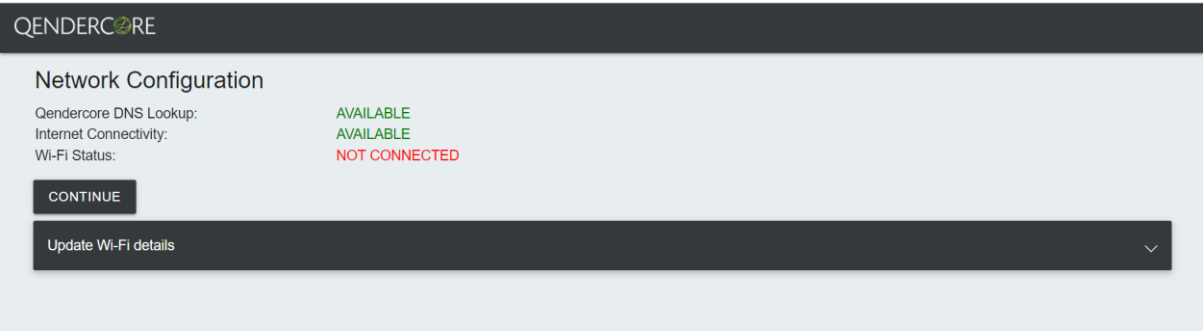 QENDERCORE
Network Configuration
Qendercore DNS Lookup: AVAILABLE
Internet Connectivity: AVAILABLE
Wi-Fi Status: NOT CONNECTED
CONTINUE
Update Wi-Fi details